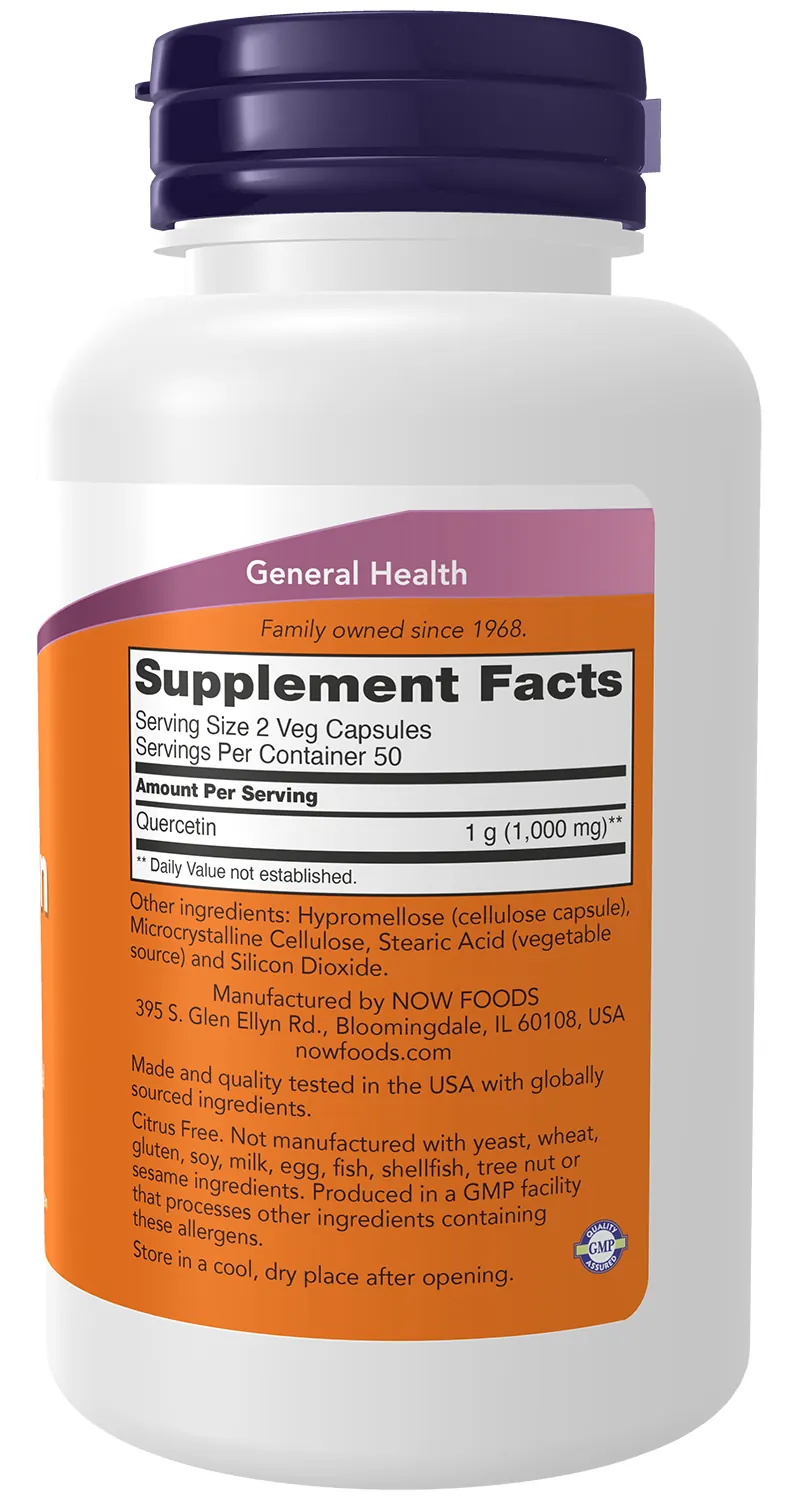 General Health
Family owned since 1968.
Supplement Facts
Serving Size 2 Veg Capsules
Servings Per Container 50
Amount Per Serving
Quercetin 1 g (1,000 mg)**
** Daily Value not established.
Other ingredients: Hypromellose (cellulose capsule),
Microcrystalline Cellulose, Stearic Acid (vegetable
source) and Silicon Dioxide.
Manufactured by NOW FOODS
395 S. Glen Ellyn Rd., Bloomingdale, IL 60108, USA
nowfoods.com
Made and quality tested in the USA with globally
sourced ingredients.
Citrus Free. Not manufactured with yeast, wheat,
gluten, soy, milk, egg, fish, shellfish, tree nut or
sesame ingredients. Produced in a GMP facility
that processes other ingredients containing
these allergens.
QUALITY
GMP
ASSURED
Store in a cool, dry place after opening.